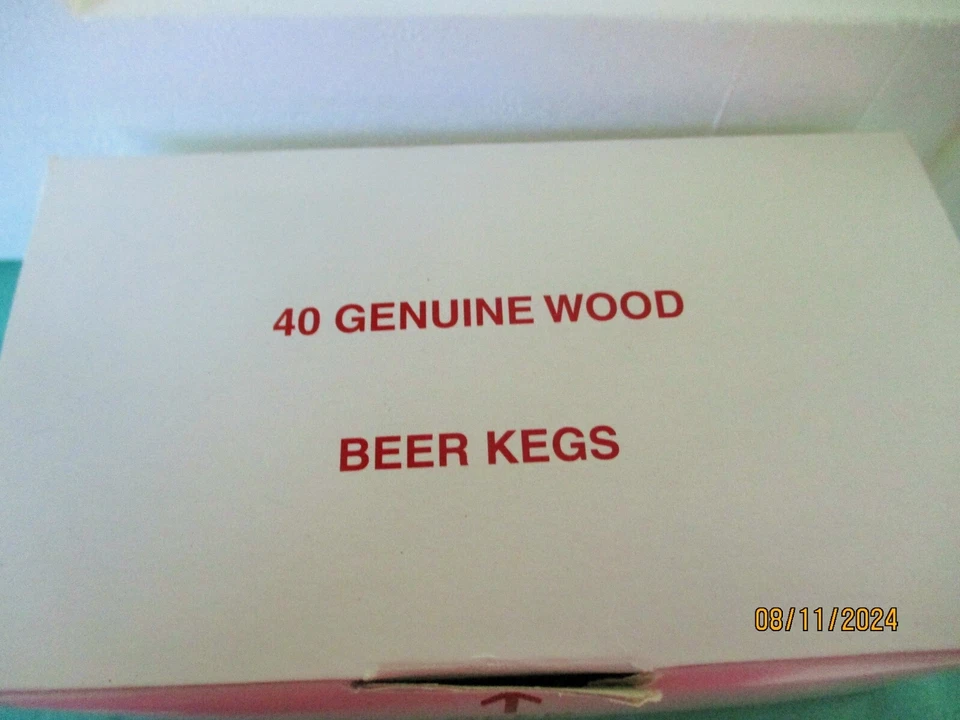 40 GENUINE WOOD
BEER KEGS
08/11/2024